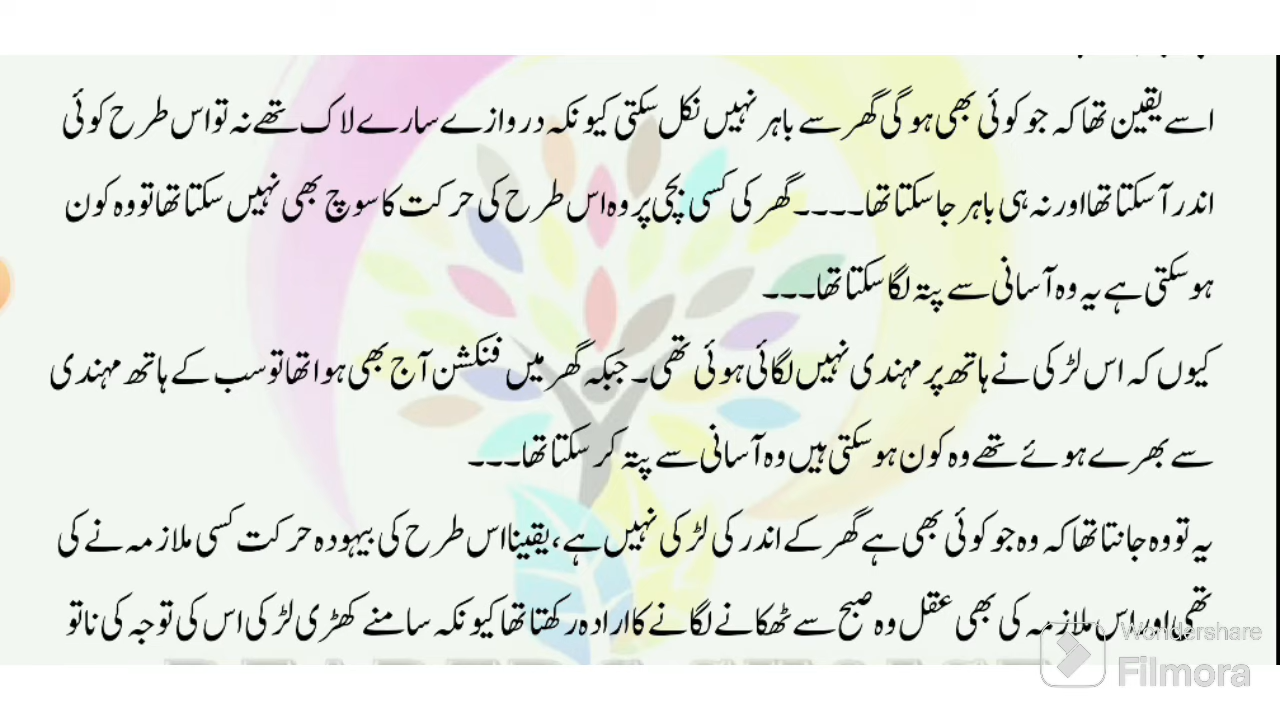 اسے یقین تھا کہ جو کوئی بھی ہو گی گھر سے باہر نہیں نکل سکتی کیونکہ دروازے سارے لاک تھے نہ تو اس طرح کوئی
اندر آ سکتا تھا اور نہ ہی باہر جا سکتا تھا۔۔۔۔ گھر کی کسی بچی پر وہ اس طرح کی حرکت کا سوچ بھی نہیں سکتا تھا تو وہ کون
ہو سکتی ہے یہ وہ آسانی سے پتہ لگا سکتا تھا۔۔۔
کیوں کہ اس لڑکی نے ہاتھ پر مہندی نہیں لگائی ہوئی تھی۔ جبکہ گھر میں فنکشن آج بھی ہوا تھا تو سب کے ہاتھ مہندی
سے بھرے ہوئے تھے وہ کون ہو سکتی ہیں وہ آسانی سے پتہ کر سکتا تھا۔۔۔
یہ تو وہ جانتا تھا کہ وہ جو کوئی بھی ہے گھر کے اندر کی لڑکی نہیں ہے، یقینا اس طرح کی بیہودہ حرکت کسی ملازمہ نے کی
تھی اور اس ملازمہ کی بھی عقل وہ صبح سے ٹھکانے لگانے کا ارادہ رکھتا تھا کیونکہ سامنے کھڑی لڑکی اس کی توجہ کی نا تو
Wondershare
Filmora